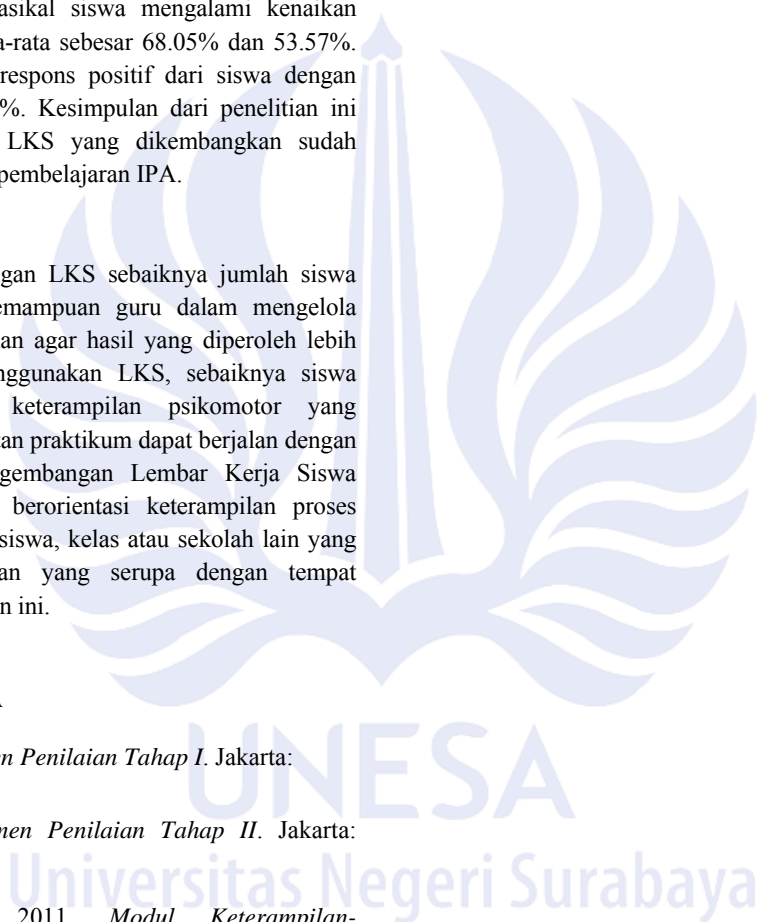 asikal siswa mengalami kenaikan
a-rata sebesar 68.05% dan 53.57%.
respons positif dari siswa dengan
%. Kesimpulan dari penelitian ini
LKS yang dikembangkan sudah
pembelajaran IPA.
gan LKS sebaiknya jumlah siswa
emampuan guru dalam mengelola
an agar hasil yang diperoleh lebih
nggunakan LKS, sebaiknya siswa
keterampilan psikomotor yang
tan praktikum dapat berjalan dengan
gembangan Lembar Kerja Siswa
berorientasi keterampilan proses
siswa, kelas atau sekolah lain yang
an yang serupa dengan tempat
n ini.
A
UNESA
en Penilaian Tahap I. Jakarta:
men Penilaian Tahap II. Jakarta:
Universitas Negeri Surabaya
2011. Modul Keterampilan-